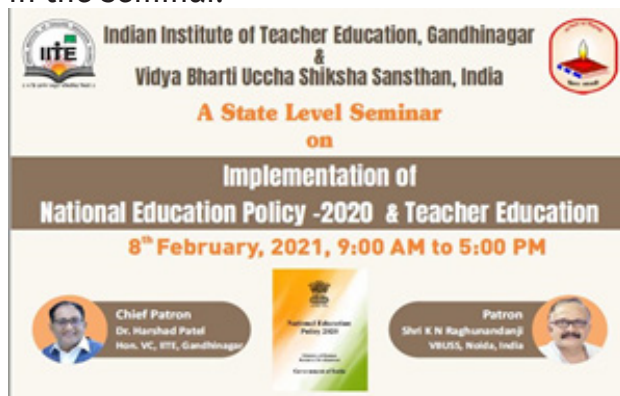 in the seminar.
IITE
Indian Institute of Teacher Education, Gandhinagar
&
Vidya Bharti Uccha Shiksha Sansthan, India
A State Level Seminar
on
Implementation of
National Education Policy -2020 & Teacher Education
8th February, 2021, 9:00 AM to 5:00 PM
Chief Patron
Dr. Harshad Patel
Hon. VC, IITE, Gandhinagar
National Education
Policy 2020
Government of India
Patron
Shri K N Raghunandanji
VBUSS, Noida, India